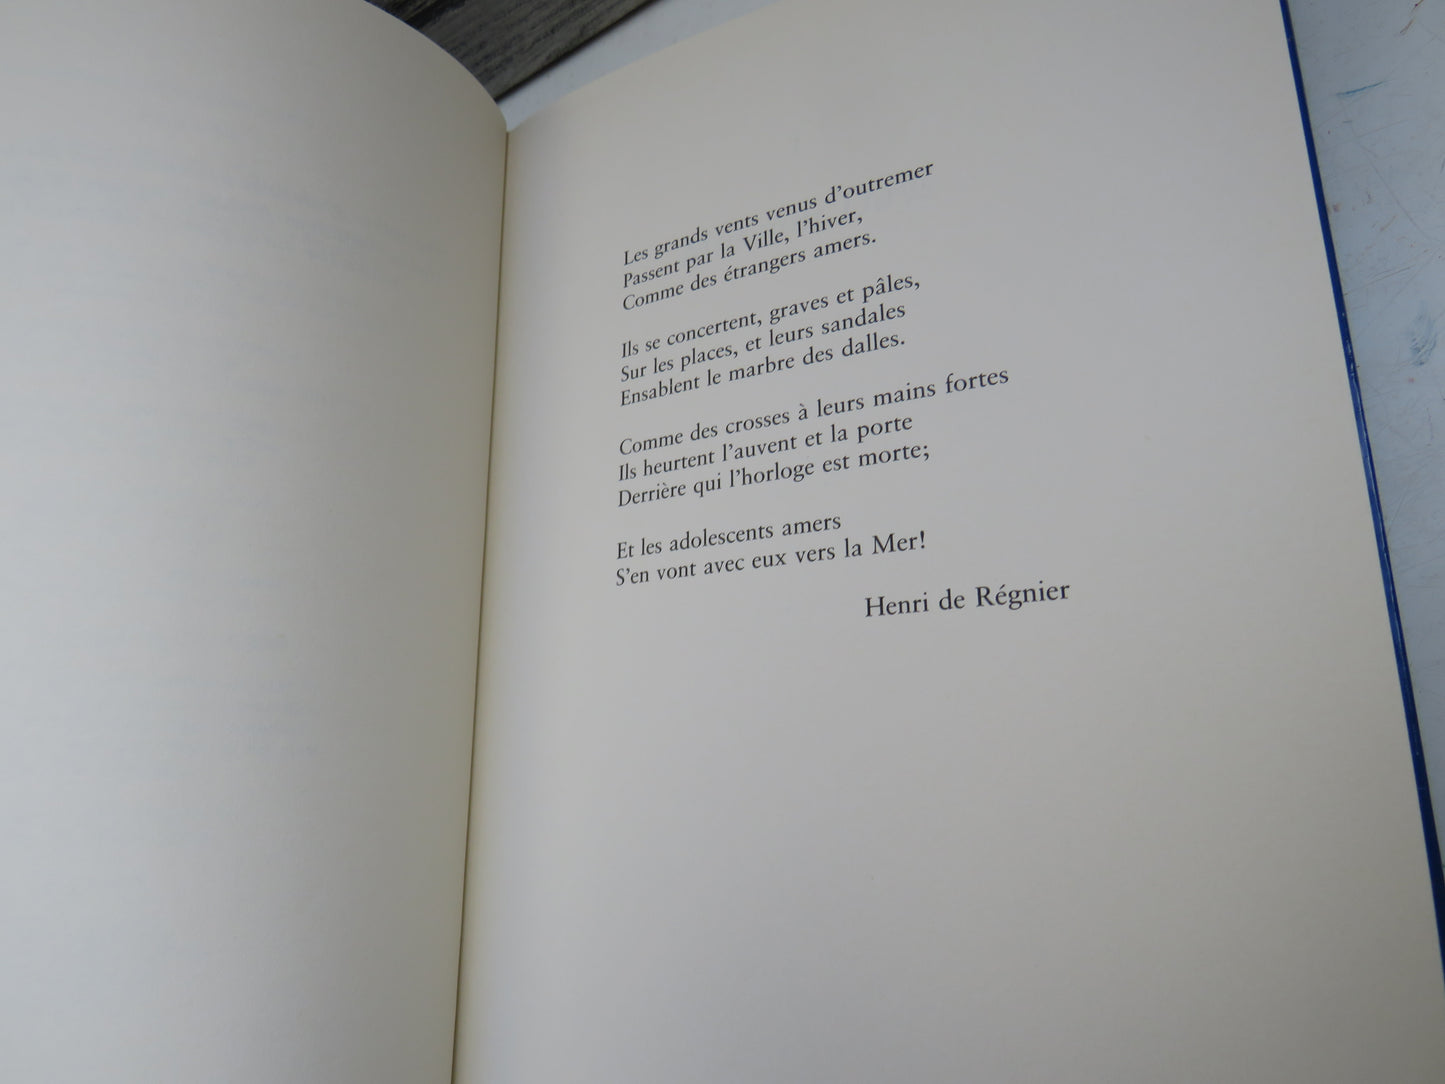 Les grands vents venus d'outremer
Passent par la Ville, l'hiver,
Comme des étrangers amers.
Ils se concertent, graves et pâles,
Sur les places, et leurs sandales
Ensablent le marbre des dalles.
Comme des crosses à leurs mains fortes
Ils heurtent l'auvent et la porte
Derrière qui l'horloge est morte;
Et les adolescents amers
S'en vont avec eux vers la Mer!
Henri de Régnier